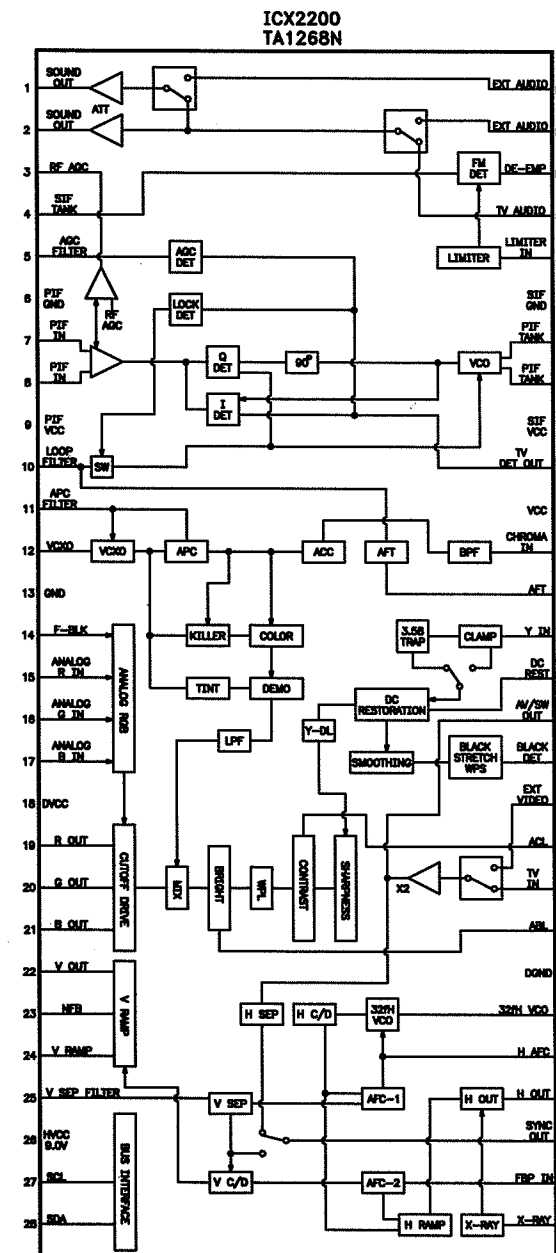 ICX2200
TA1268N
1 SOUND OUT
ATT
EXT AUDIO
2 SOUND OUT
EXT AUDIO
3 RF AGC
FM DET
DE-EMP
4 SIF TANK
TV AUDIO
5 AGC FILTER
AGC DET
LIMITER
LIMITER IN
6 PIF GND
RF AGC
LOCK DET
SIF GND
7 PIF IN
Q DET
90°
VCO
PIF TANK
8 PIF IN
I DET
PIF TANK
9 PIF VCC
SIF VCC
10 LOOP FILTER
SW
TV DET OUT
11 APC FILTER
VCC
12 VCXO
VCXO
APC
ACC
AFT
BPF
CHROMA IN
13 GND
AFT
14 F-BLK
KILLER
COLOR
3.58 TRAP
CLAMP
Y IN
15 ANALOG R IN
ANALOG RGB
TINT
DEMO
DC RESTORATION
DC REST
16 ANALOG G IN
LPF
Y-DL
AV/SW OUT
17 ANALOG B IN
SMOOTHING
BLACK STRETCH WPS
BLACK DET
18 DVCC
EXT VIDEO
19 R OUT
ACL
20 G OUT
CUTOFF DRIVE
MIX
BRIGHT
WPL
CONTRAST
SHARPNESS
X2
TV IN
21 B OUT
ABL
22 V OUT
DGND
23 NFB
V RAMP
H SEP
H C/D
32fH VCO
32fH VCO
24 V RAMP
H AFC
25 V SEP FILTER
V SEP
AFC-1
H OUT
H OUT
26 HVCC 9.0V
SYNC OUT
27 SCL
BUS INTERFACE
V C/D
AFC-2
FBP IN
28 SDA
H RAMP
X-RAY
X-RAY